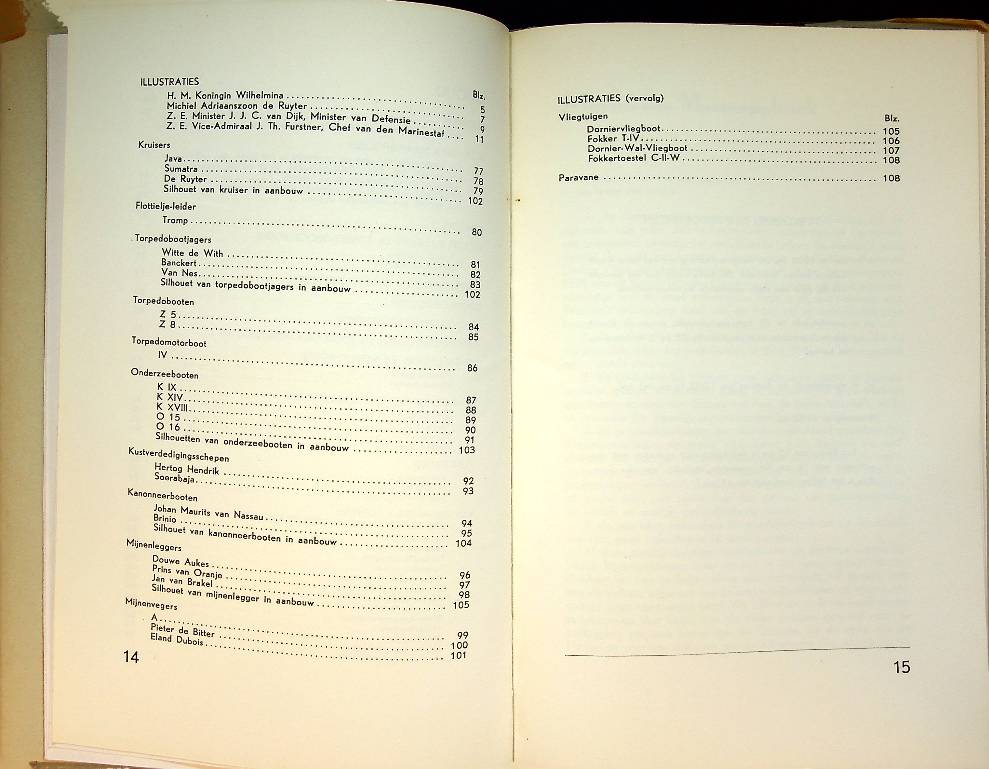 ILLUSTRATIES
Blz.
H. M. Koningin Wilhelmina ........ 5
Michiel Adriaanszoon de Ruyter ........ 7
Z. E. Minister J. J. C. van Dijk, Minister van Defensie ........ 9
Z. E. Vice-Admiraal J. Th. Furstner, Chef van den Marinestaf .... 11
Kruisers
Java ........ 77
Sumatra ........ 78
De Ruyter ........ 79
Silhouet van kruiser in aanbouw ........ 102
Flottielje-leider
Tromp ........ 80
Torpedobootjagers
Witte de With ........ 81
Banckert ........ 82
Van Nes ........ 83
Silhouet van torpedobootjagers in aanbouw ........ 102
Torpedobooten
Z 5 ........ 84
Z 8 ........ 85
Torpedomotorboot
IV ........ 86
Onderzeebooten
K IX ........ 87
K XIV ........ 88
K XVIII ........ 89
O 15 ........ 90
O 16 ........ 91
Silhouetten van onderzeebooten in aanbouw ........ 103
Kustverdedigingsschepen
Hertog Hendrik ........ 92
Soerabaja ........ 93
Kanonneerbooten
Johan Maurits van Nassau ........ 94
Brinio ........ 95
Silhouet van kanonneerbooten in aanbouw ........ 104
Mijnenleggers
Douwe Aukes ........ 96
Prins van Oranje ........ 97
Jan van Brakel ........ 98
Silhouet van mijnenlegger in aanbouw ........ 105
Mijnenvegers
A ........ 99
Pieter de Bitter ........ 100
Eland Dubois ........ 101
14
ILLUSTRATIES (vervolg)
Vliegtuigen Blz.
Dorniervliegboot ........ 105
Fokker T-IV ........ 106
Dornier-Wal-Vliegboot ........ 107
Fokkertoestel C-II-W ........ 108
Paravane ........ 108
15